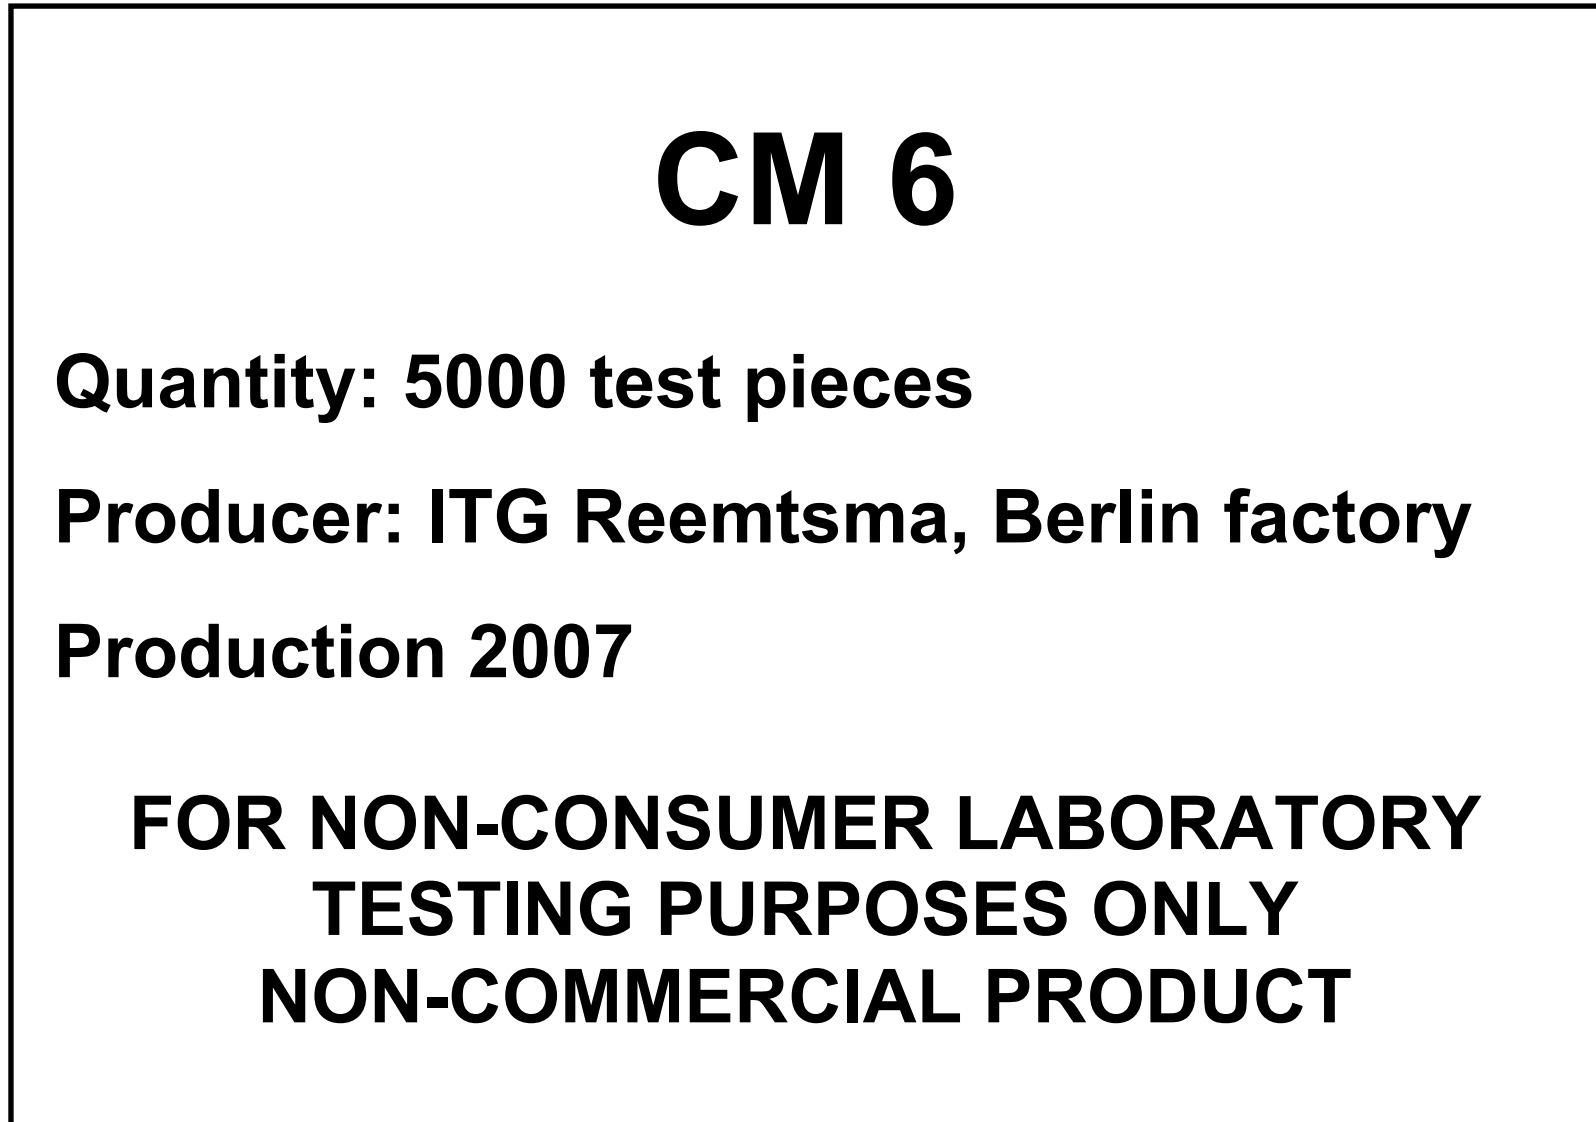 CM 6
Quantity: 5000 test pieces
Producer: ITG Reemtsma, Berlin factory
Production 2007
FOR NON-CONSUMER LABORATORY
TESTING PURPOSES ONLY
NON-COMMERCIAL PRODUCT